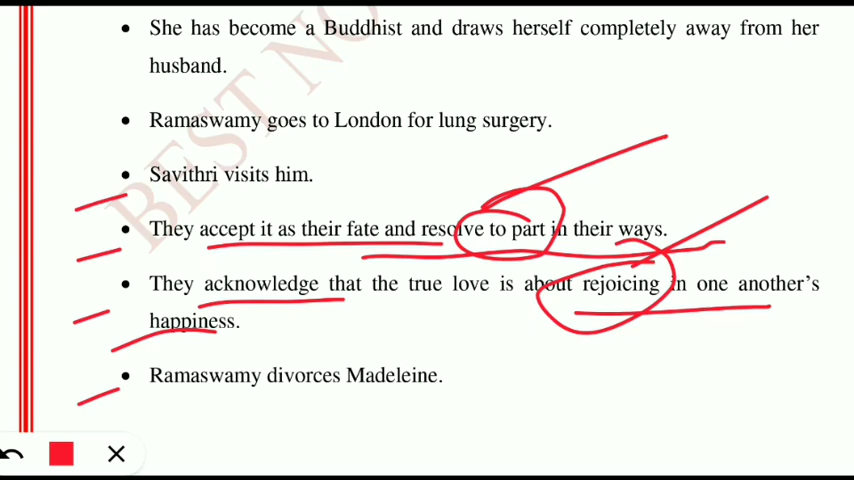 • She has become a Buddhist and draws herself completely away from her
husband.
• Ramaswamy goes to London for lung surgery.
• Savithri visits him.
• They accept it as their fate and resolve to part in their ways.
• They acknowledge that the true love is about rejoicing in one another's
happiness.
• Ramaswamy divorces Madeleine.
BEST NO